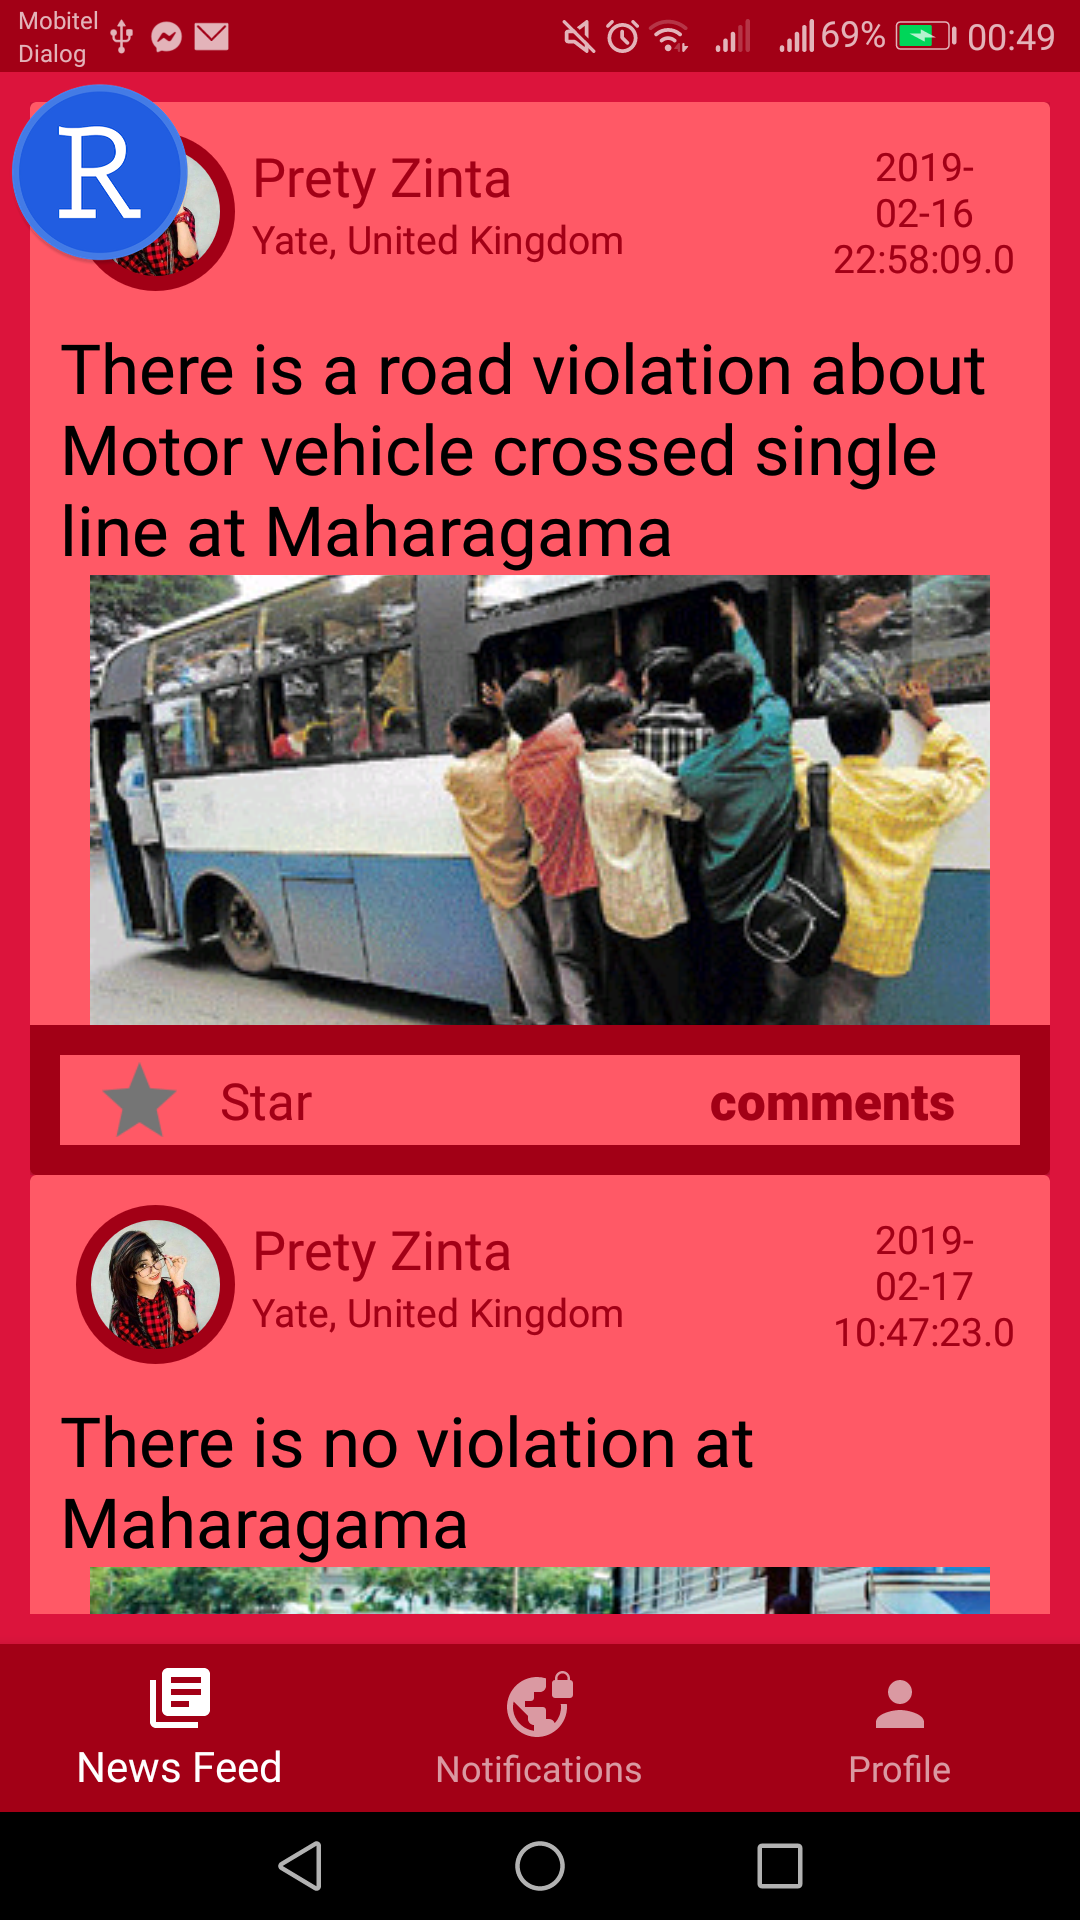 Mobitel
Dialog
69% 00:49
R
Prety Zinta
Yate, United Kingdom
2019-
02-16
22:58:09.0
There is a road violation about
Motor vehicle crossed single
line at Maharagama
Star
comments
Prety Zinta
Yate, United Kingdom
2019-
02-17
10:47:23.0
There is no violation at
Maharagama
News Feed
Notifications
Profile